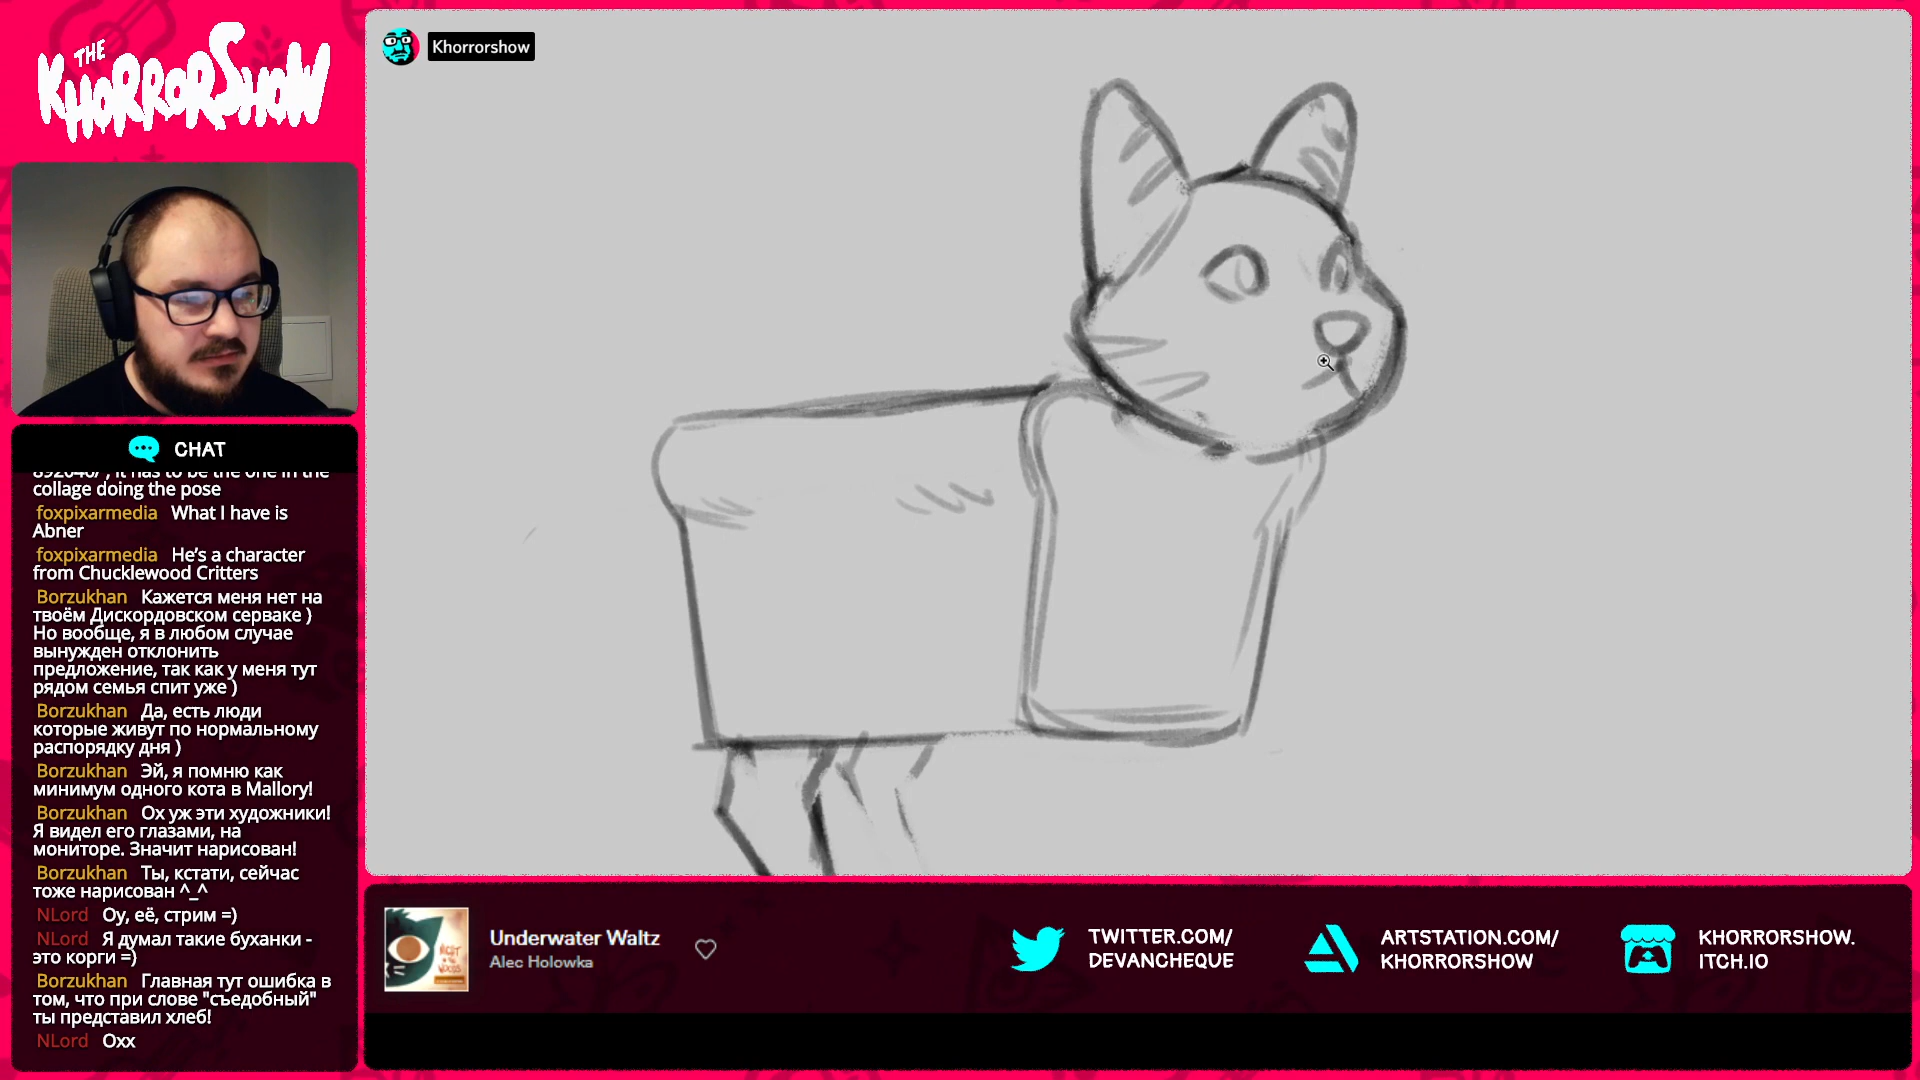 THE
KHORRORSHOW
Khorrorshow
CHAT
collage doing the pose
foxpixarmedia What I have is
Abner
foxpixarmedia He's a character
from Chucklewood Critters
Borzukhan Кажется меня нет на
твоём Дискордовском серваке )
Но вообще, я в любом случае
вынужден отклонить
предложение, так как у меня тут
рядом семья спит уже )
Borzukhan Да, есть люди
которые живут по нормальному
распорядку дня )
Borzukhan Эй, я помню как
минимум одного кота в Mallory!
Borzukhan Ох уж эти художники!
Я видел его глазами, на
мониторе. Значит нарисован!
Borzukhan Ты, кстати, сейчас
тоже нарисован ^_^
NLord Оу, её, стрим =)
NLord Я думал такие буханки -
это корги =)
Borzukhan Главная тут ошибка в
том, что при слове "съедобный"
ты представил хлеб!
NLord Охх
Underwater Waltz
Alec Holowka
TWITTER.COM/
DEVANCHEQUE
ARTSTATION.COM/
KHORRORSHOW
KHORRORSHOW.
ITCH.IO